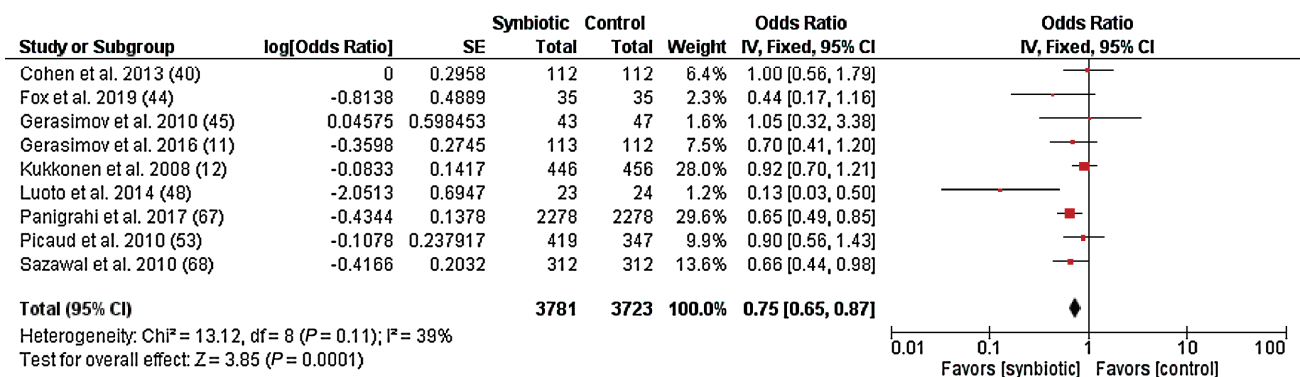 Synbiotic Control Odds Ratio Odds Ratio
Study or Subgroup log[Odds Ratio] SE Total Total Weight IV, Fixed, 95% CI IV, Fixed, 95% CI
Cohen et al. 2013 (40) 0 0.2958 112 112 6.4% 1.00 [0.56, 1.79]
Fox et al. 2019 (44) -0.8138 0.4889 35 35 2.3% 0.44 [0.17, 1.16]
Gerasimov et al. 2010 (45) 0.04575 0.598453 43 47 1.6% 1.05 [0.32, 3.38]
Gerasimov et al. 2016 (11) -0.3598 0.2745 113 112 7.5% 0.70 [0.41, 1.20]
Kukkonen et al. 2008 (12) -0.0833 0.1417 446 456 28.0% 0.92 [0.70, 1.21]
Luoto et al. 2014 (48) -2.0513 0.6947 23 24 1.2% 0.13 [0.03, 0.50]
Panigrahi et al. 2017 (67) -0.4344 0.1378 2278 2278 29.6% 0.65 [0.49, 0.85]
Picaud et al. 2010 (53) -0.1078 0.237917 419 347 9.9% 0.90 [0.56, 1.43]
Sazawal et al. 2010 (68) -0.4166 0.2032 312 312 13.6% 0.66 [0.44, 0.98]
Total (95% CI) 3781 3723 100.0% 0.75 [0.65, 0.87]
Heterogeneity: Chi² = 13.12, df = 8 (P = 0.11); I² = 39%
Test for overall effect: Z = 3.85 (P = 0.0001)
0.01 0.1 1 10 100
Favors [synbiotic] Favors [control]